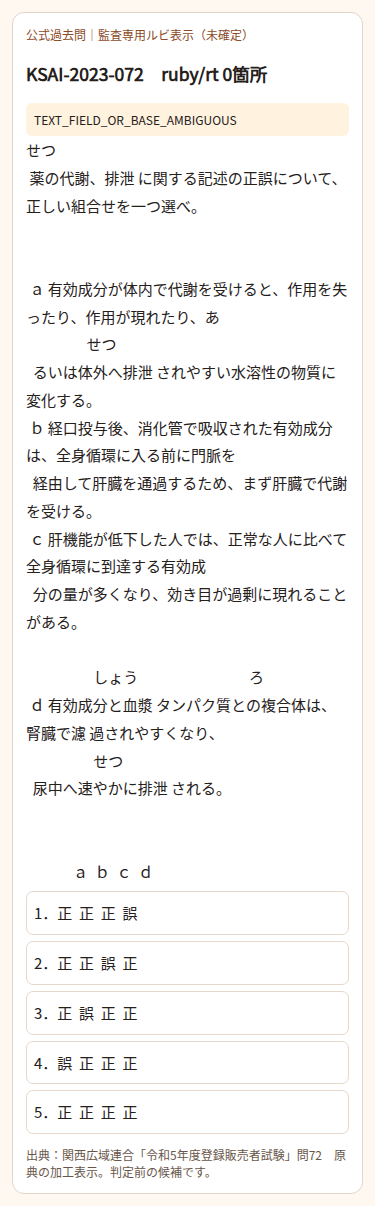 公式過去問｜監査専用ルビ表示（未確定）
KSAI-2023-072　ruby/rt 0箇所
TEXT_FIELD_OR_BASE_AMBIGUOUS
せつ
薬の代謝、排泄 に関する記述の正誤について、
正しい組合せを一つ選べ。
ａ 有効成分が体内で代謝を受けると、作用を失
ったり、作用が現れたり、あ
せつ
るいは体外へ排泄 されやすい水溶性の物質に
変化する。
ｂ 経口投与後、消化管で吸収された有効成分
は、全身循環に入る前に門脈を
経由して肝臓を通過するため、まず肝臓で代謝
を受ける。
ｃ 肝機能が低下した人では、正常な人に比べて
全身循環に到達する有効成
分の量が多くなり、効き目が過剰に現れること
がある。
しょう　　　　　　　ろ
ｄ 有効成分と血漿 タンパク質との複合体は、
腎臓で濾 過されやすくなり、
せつ
尿中へ速やかに排泄 される。
ａ ｂ ｃ ｄ
1. 正 正 正 誤
2. 正 正 誤 正
3. 正 誤 正 正
4. 誤 正 正 正
5. 正 正 正 正
出典：関西広域連合「令和5年度登録販売者試験」問72　原
典の加工表示。判定前の候補です。